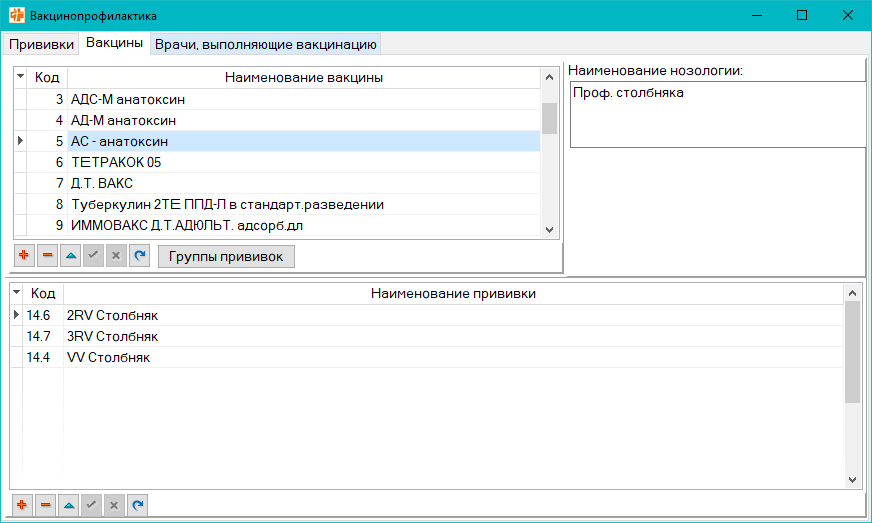 Вакцинопрофилактика
Прививки Вакцины Врачи, выполняющие вакцинацию
Код Наименование вакцины
3 АДС-М анатоксин
4 АД-М анатоксин
5 АС - анатоксин
6 ТЕТРАКОК 05
7 Д.Т. ВАКС
8 Туберкулин 2ТЕ ППД-Л в стандарт.разведении
9 ИММОВАКС Д.Т.АДЮЛЬТ. адсорб.дл
Группы прививок
Наименование нозологии:
Проф. столбняка
Код Наименование прививки
14.6 2RV Столбняк
14.7 3RV Столбняк
14.4 VV Столбняк